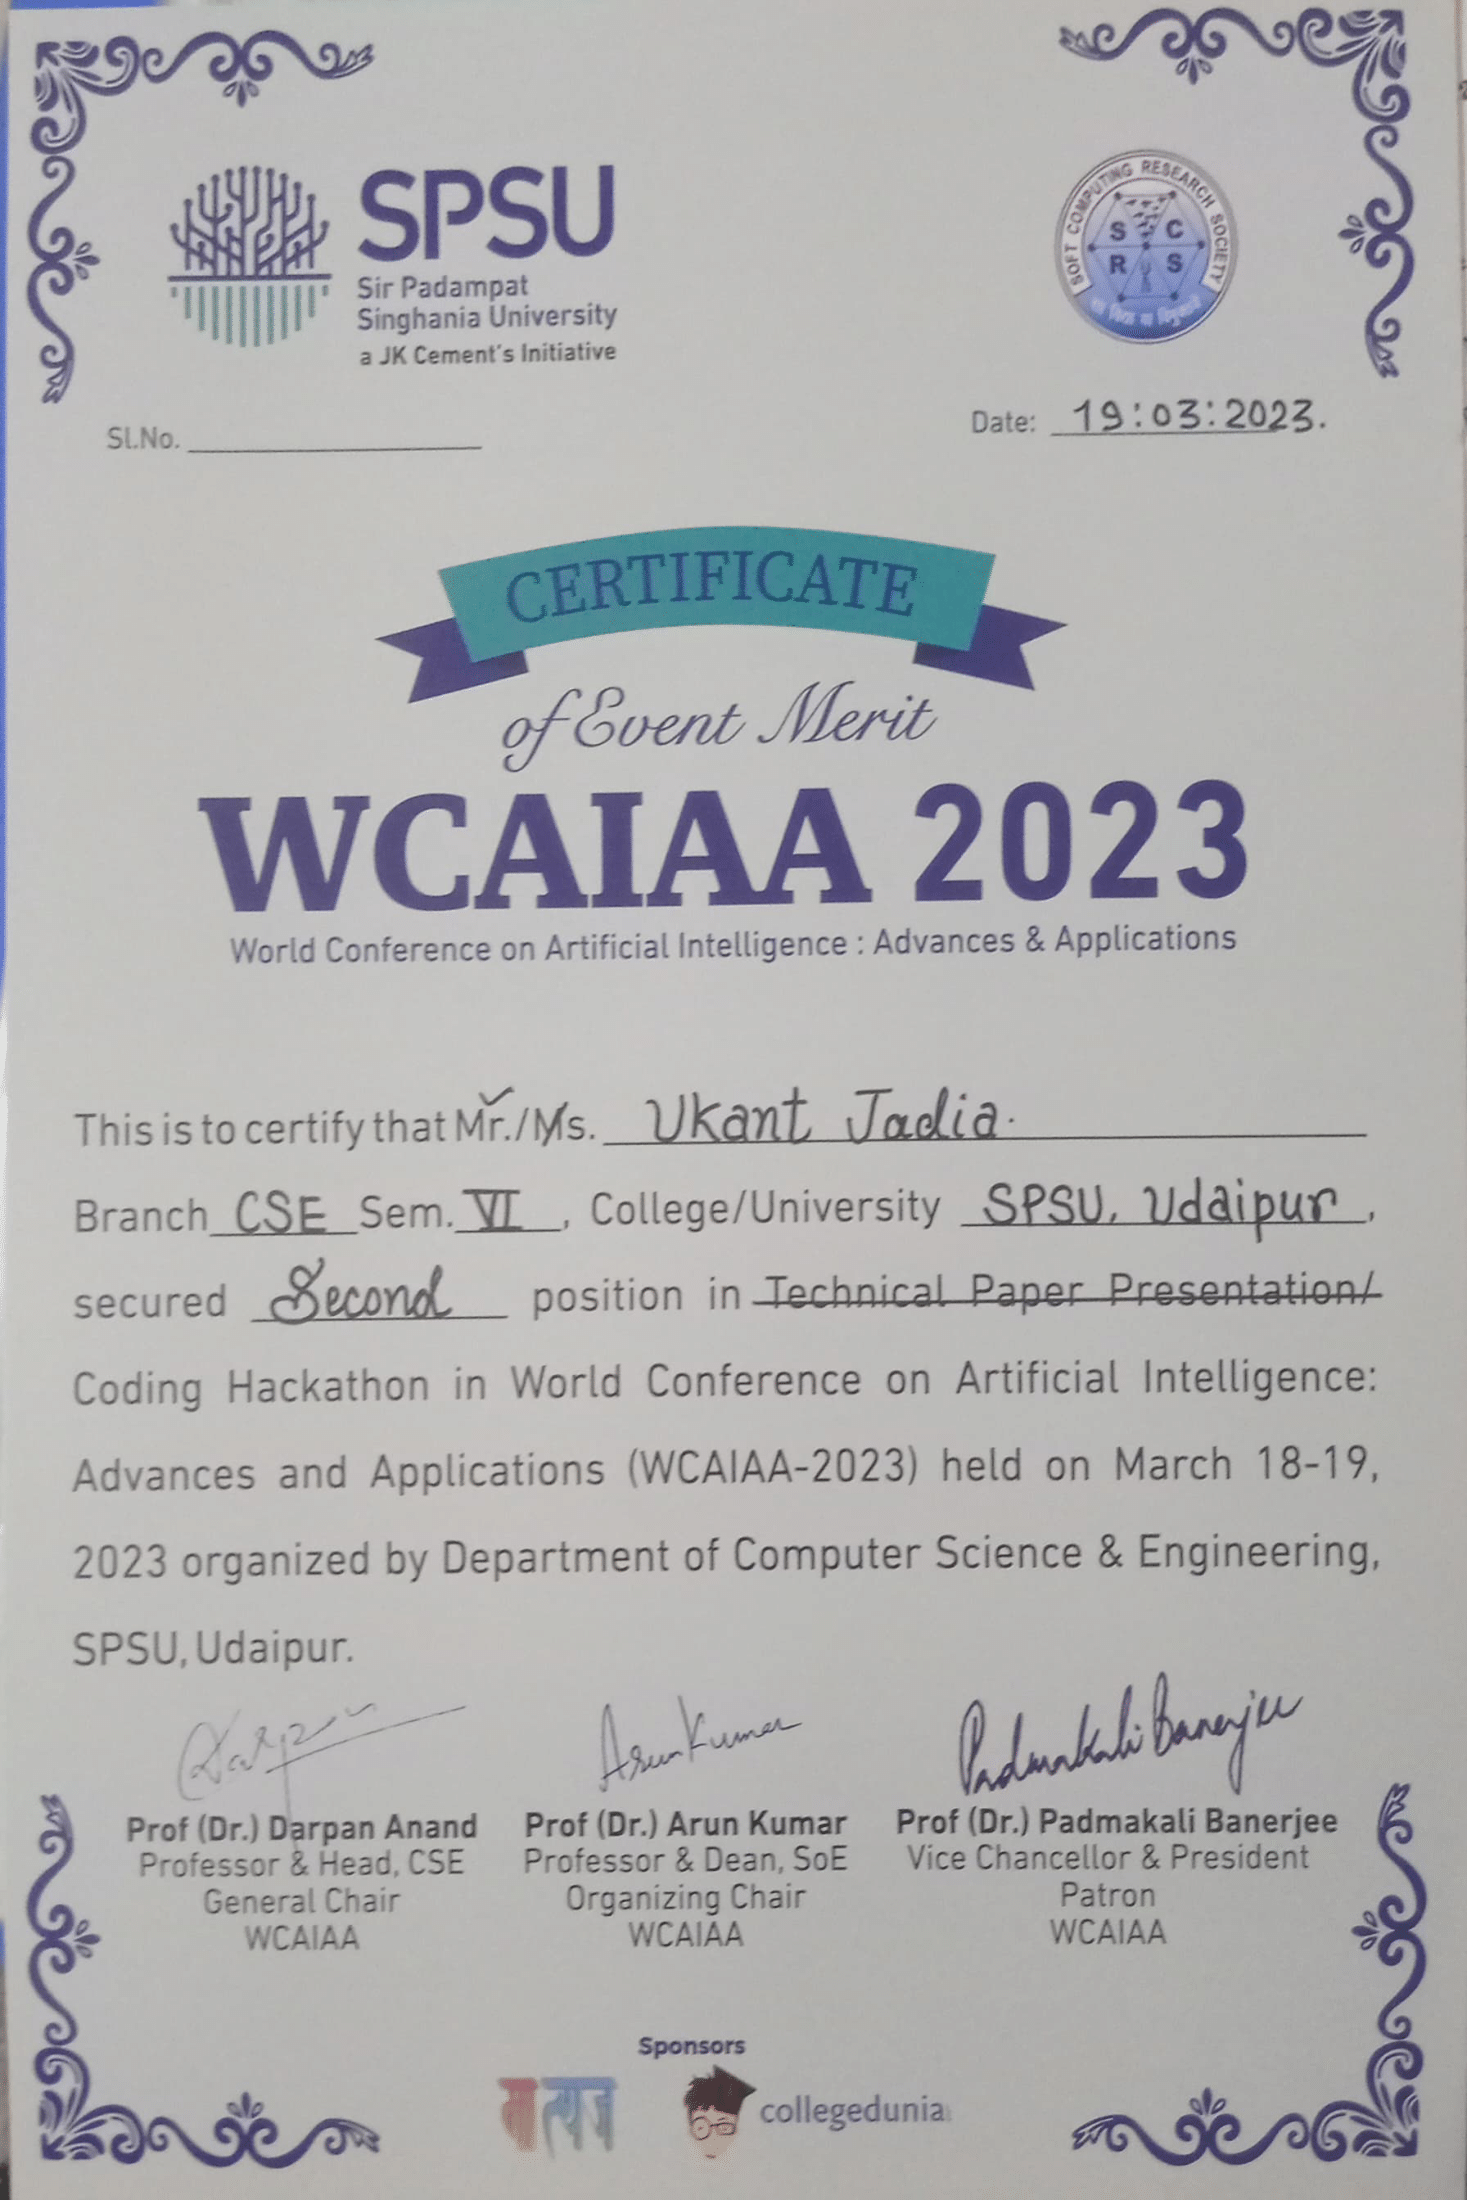 SPSU
Sir Padampat
Singhania University
a JK Cement's Initiative
SOFT COMPUTING RESEARCH SOCIETY
S C
R S
Sl.No.
Date: 19:03:2023.
CERTIFICATE
of Event Merit
WCAIAA 2023
World Conference on Artificial Intelligence : Advances & Applications
This is to certify that Mr./Ms. Ukant Jadia.
Branch CSE Sem. VI, College/University SPSU, Udaipur,
secured Second position in Technical Paper Presentation/
Coding Hackathon in World Conference on Artificial Intelligence:
Advances and Applications (WCAIAA-2023) held on March 18-19,
2023 organized by Department of Computer Science & Engineering,
SPSU, Udaipur.
Darpan ArunKumar Padmakali Banerjee
Prof (Dr.) Darpan Anand Prof (Dr.) Arun Kumar Prof (Dr.) Padmakali Banerjee
Professor & Head, CSE Professor & Dean, SoE Vice Chancellor & President
General Chair Organizing Chair Patron
WCAIAA WCAIAA WCAIAA
Sponsors
collegedunia